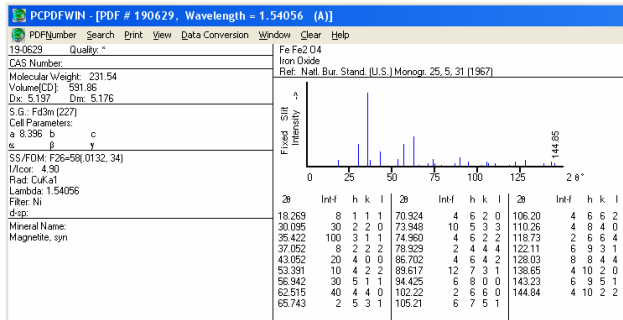 PCPDFWIN - [PDF # 190629, Wavelength = 1.54056 (A)]
PDFNumber Search Print View Data Conversion Window Clear Help
19-0629 Quality: *
CAS Number:
Molecular Weight: 231.54
Volume[CD]: 591.86
Dx: 5.197 Dm: 5.176
S.G.: Fd3m (227)
Cell Parameters:
a 8.396 b c
α β γ
SS/FOM: F26=58(.0132, 34)
I/Icor: 4.90
Rad: CuKa1
Lambda: 1.54056
Filter: Ni
d-sp:
Mineral Name:
Magnetite, syn
Fe Fe2 O4
Iron Oxide
Ref: Natl. Bur. Stand. (U.S.) Monogr. 25, 5, 31 (1967)
Fixed Slit
Intensity ->
144.85
0 25 50 75 100 125 2 θ°
2θ Int-f h k l 2θ Int-f h k l 2θ Int-f h k l
18.269 8 1 1 1 70.924 4 6 2 0 106.20 4 6 6 2
30.095 30 2 2 0 73.948 10 5 3 3 110.26 4 8 4 0
35.422 100 3 1 1 74.960 4 6 2 2 118.73 2 6 6 4
37.052 8 2 2 2 78.929 2 4 4 4 122.11 6 9 3 1
43.052 20 4 0 0 86.702 4 6 4 2 128.03 8 8 4 4
53.391 10 4 2 2 89.617 12 7 3 1 138.65 4 10 2 0
56.942 30 5 1 1 94.425 6 8 0 0 143.23 6 9 5 1
62.515 40 4 4 0 102.22 2 6 6 0 144.84 4 10 2 2
65.743 2 5 3 1 105.21 6 7 5 1